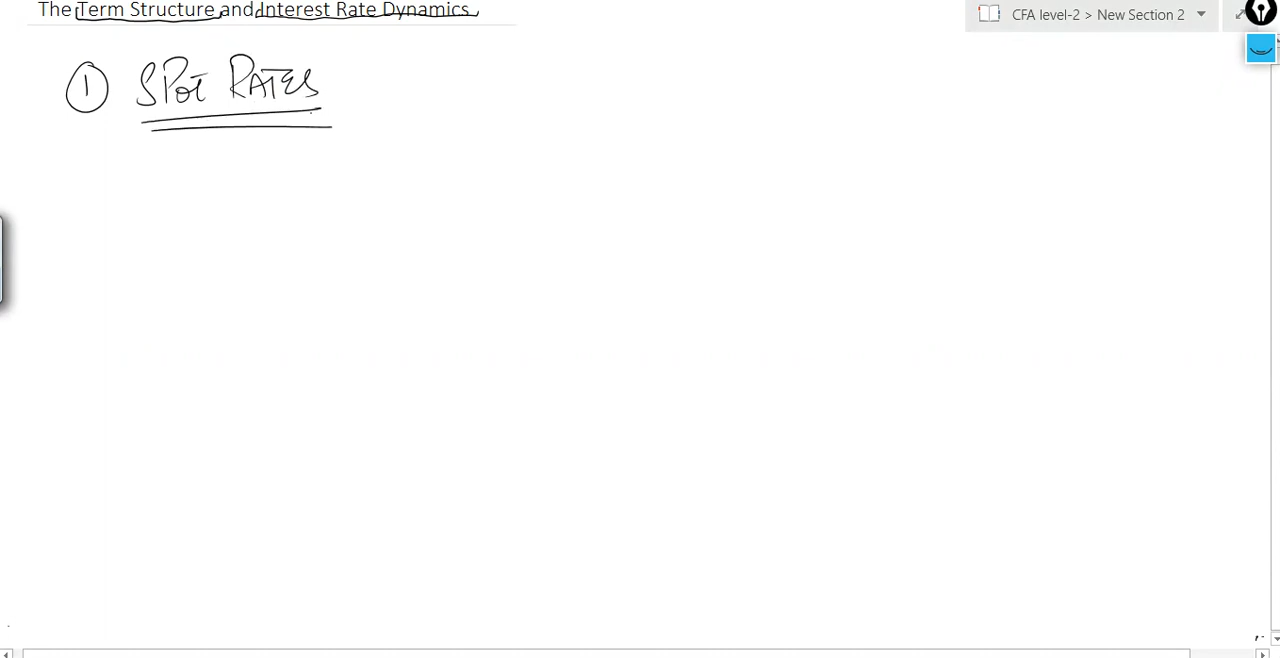 The Term Structure and Interest Rate Dynamics
CFA level-2 > New Section 2
① SPOT RATES